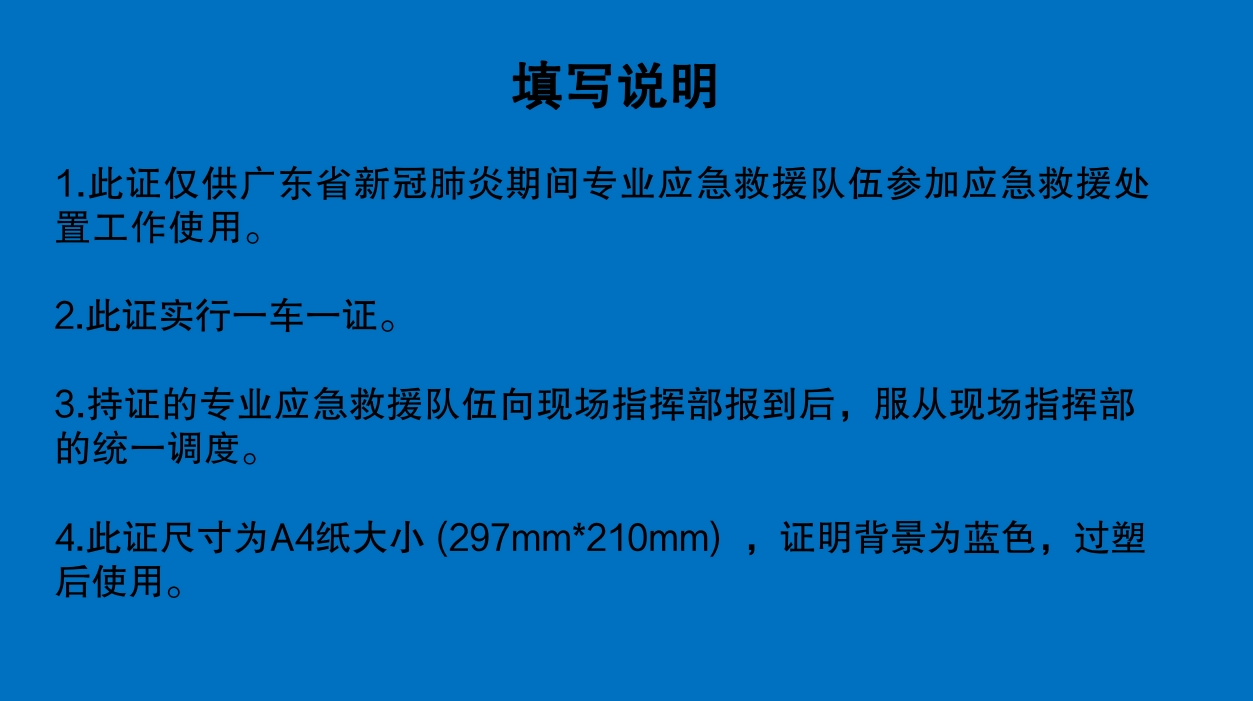 填写说明
1.此证仅供广东省新冠肺炎期间专业应急救援队伍参加应急救援处
置工作使用。
2.此证实行一车一证。
3.持证的专业应急救援队伍向现场指挥部报到后，服从现场指挥部
的统一调度。
4.此证尺寸为A4纸大小 (297mm*210mm) ，证明背景为蓝色，过塑
后使用。